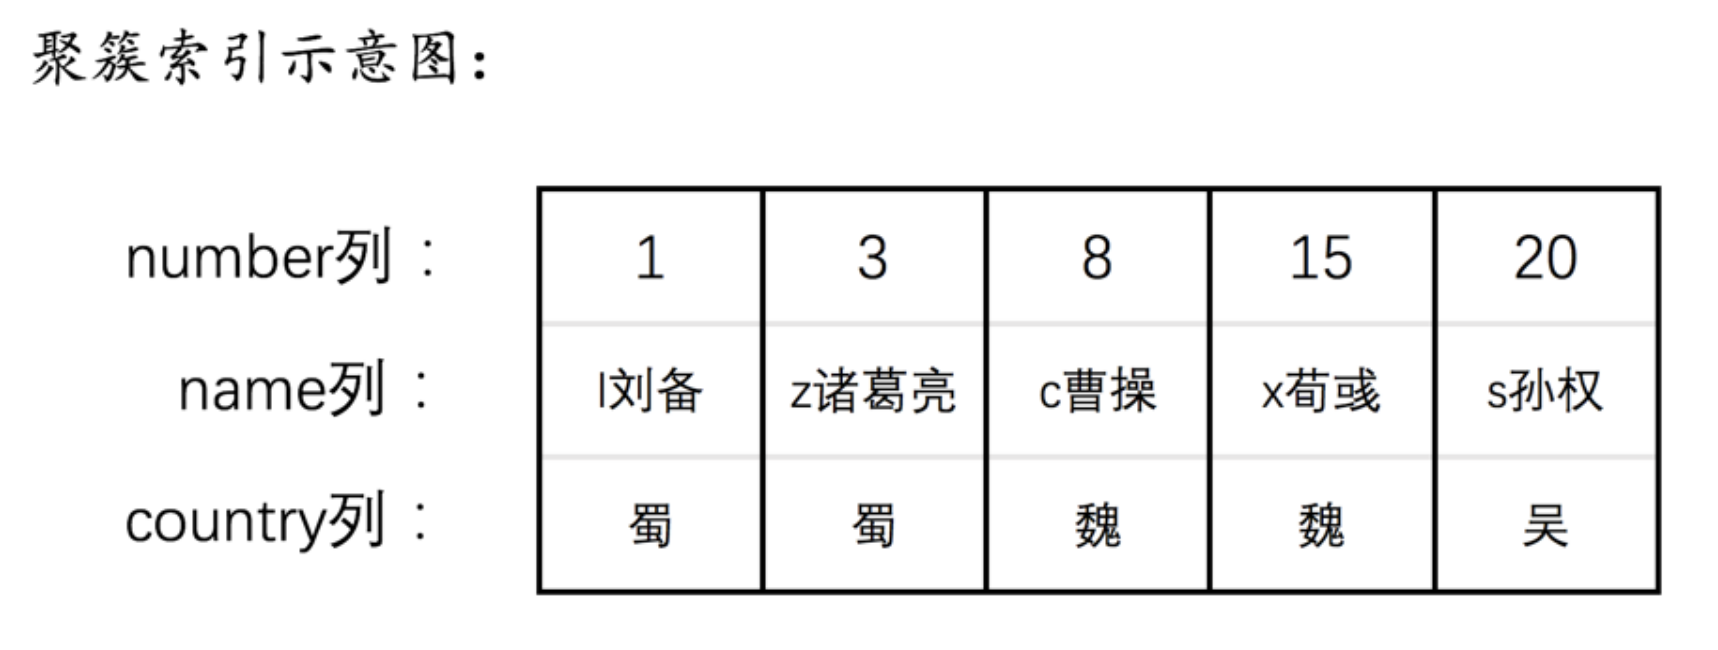 聚簇索引示意图：
number列： 1 3 8 15 20
name列： l刘备 z诸葛亮 c曹操 x荀彧 s孙权
country列： 蜀 蜀 魏 魏 吴